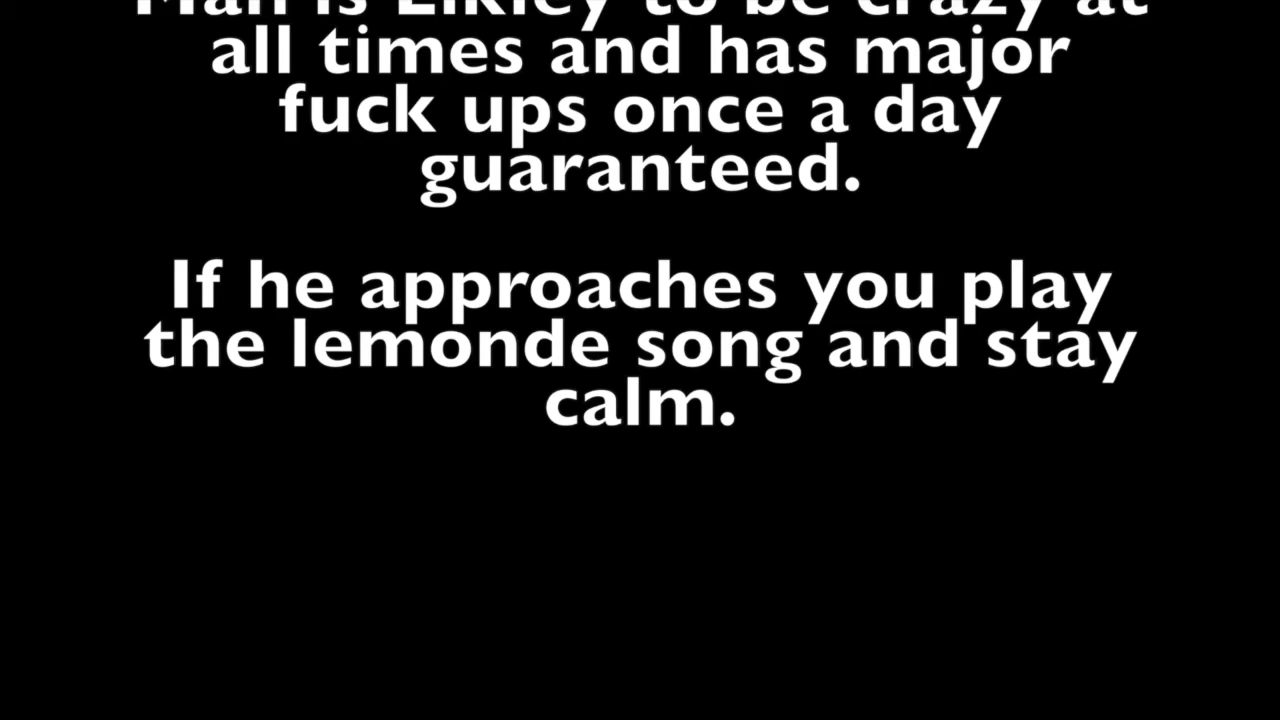 Man is Likley to be crazy at
all times and has major
fuck ups once a day
guaranteed.
If he approaches you play
the lemonde song and stay
calm.